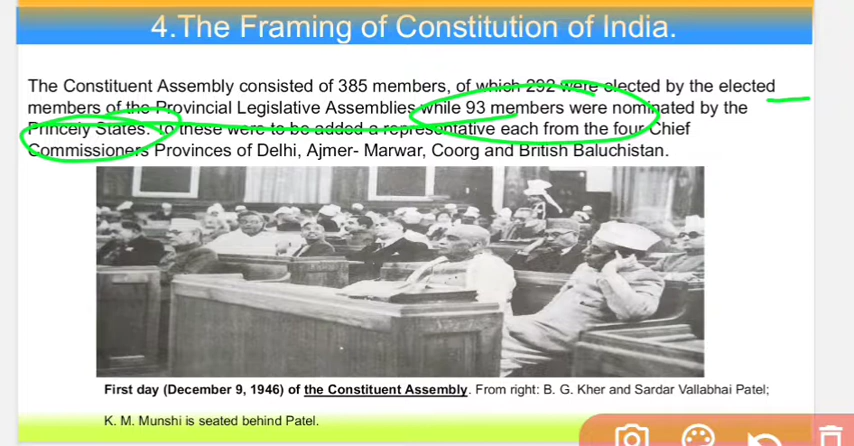 4.The Framing of Constitution of India.
The Constituent Assembly consisted of 385 members, of which 292 were elected by the elected
members of the Provincial Legislative Assemblies while 93 members were nominated by the
Princely States. To these were to be added a representative each from the four Chief
Commissioners Provinces of Delhi, Ajmer- Marwar, Coorg and British Baluchistan.
First day (December 9, 1946) of the Constituent Assembly. From right: B. G. Kher and Sardar Vallabhai Patel;
K. M. Munshi is seated behind Patel.